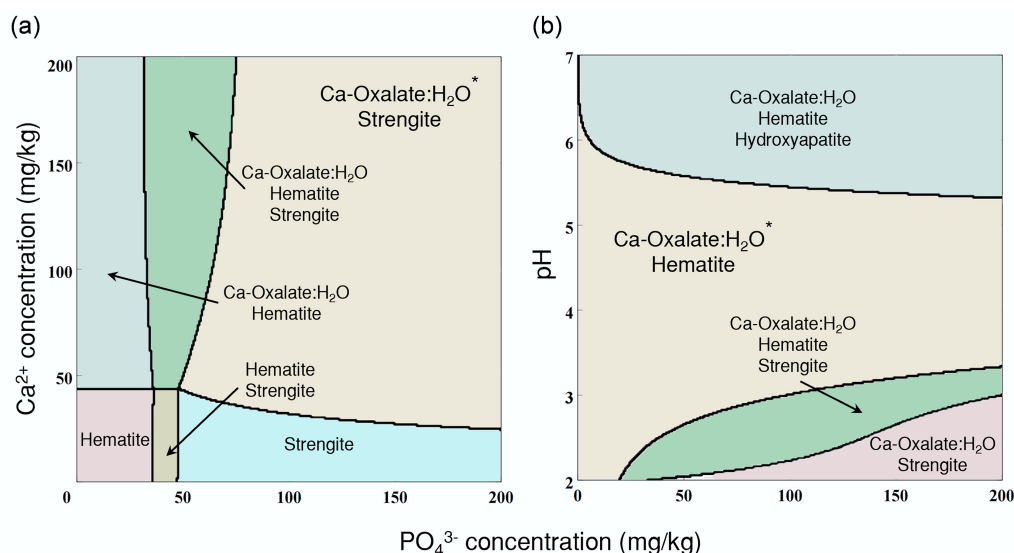 (a)
200
150
100
50
0
50
100
150
200
Ca2+ concentration (mg/kg)
Ca-Oxalate:H2O*
Strengite
Ca-Oxalate:H2O
Hematite
Strengite
Ca-Oxalate:H2O
Hematite
Hematite
Strengite
Hematite
Strengite
(b)
7
6
5
4
3
2
0
50
100
150
200
pH
Ca-Oxalate:H2O
Hematite
Hydroxyapatite
Ca-Oxalate:H2O*
Hematite
Ca-Oxalate:H2O
Hematite
Strengite
Ca-Oxalate:H2O
Strengite
PO43- concentration (mg/kg)